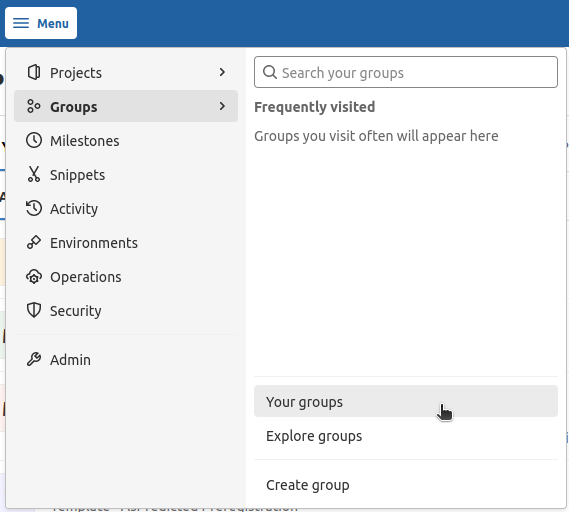 Menu
Projects
Groups
Milestones
Snippets
Activity
Environments
Operations
Security
Admin
Search your groups
Frequently visited
Groups you visit often will appear here
Your groups
Explore groups
Create group